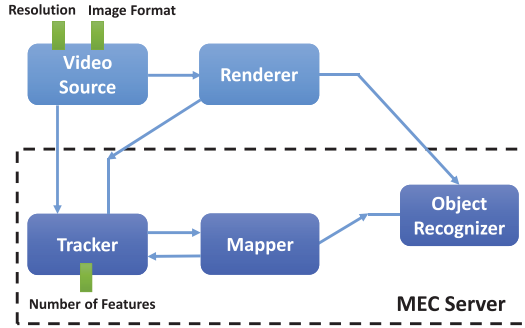 Resolution
Image Format
Video
Source
Renderer
Object
Recognizer
Tracker
Mapper
Number of Features
MEC Server